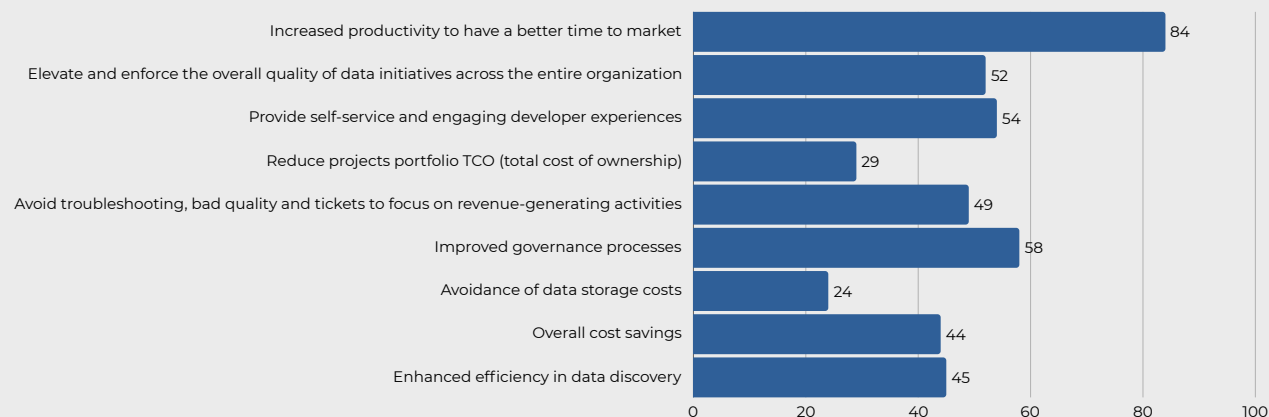 Increased productivity to have a better time to market 84
Elevate and enforce the overall quality of data initiatives across the entire organization 52
Provide self-service and engaging developer experiences 54
Reduce projects portfolio TCO (total cost of ownership) 29
Avoid troubleshooting, bad quality and tickets to focus on revenue-generating activities 49
Improved governance processes 58
Avoidance of data storage costs 24
Overall cost savings 44
Enhanced efficiency in data discovery 45
0 20 40 60 80 100